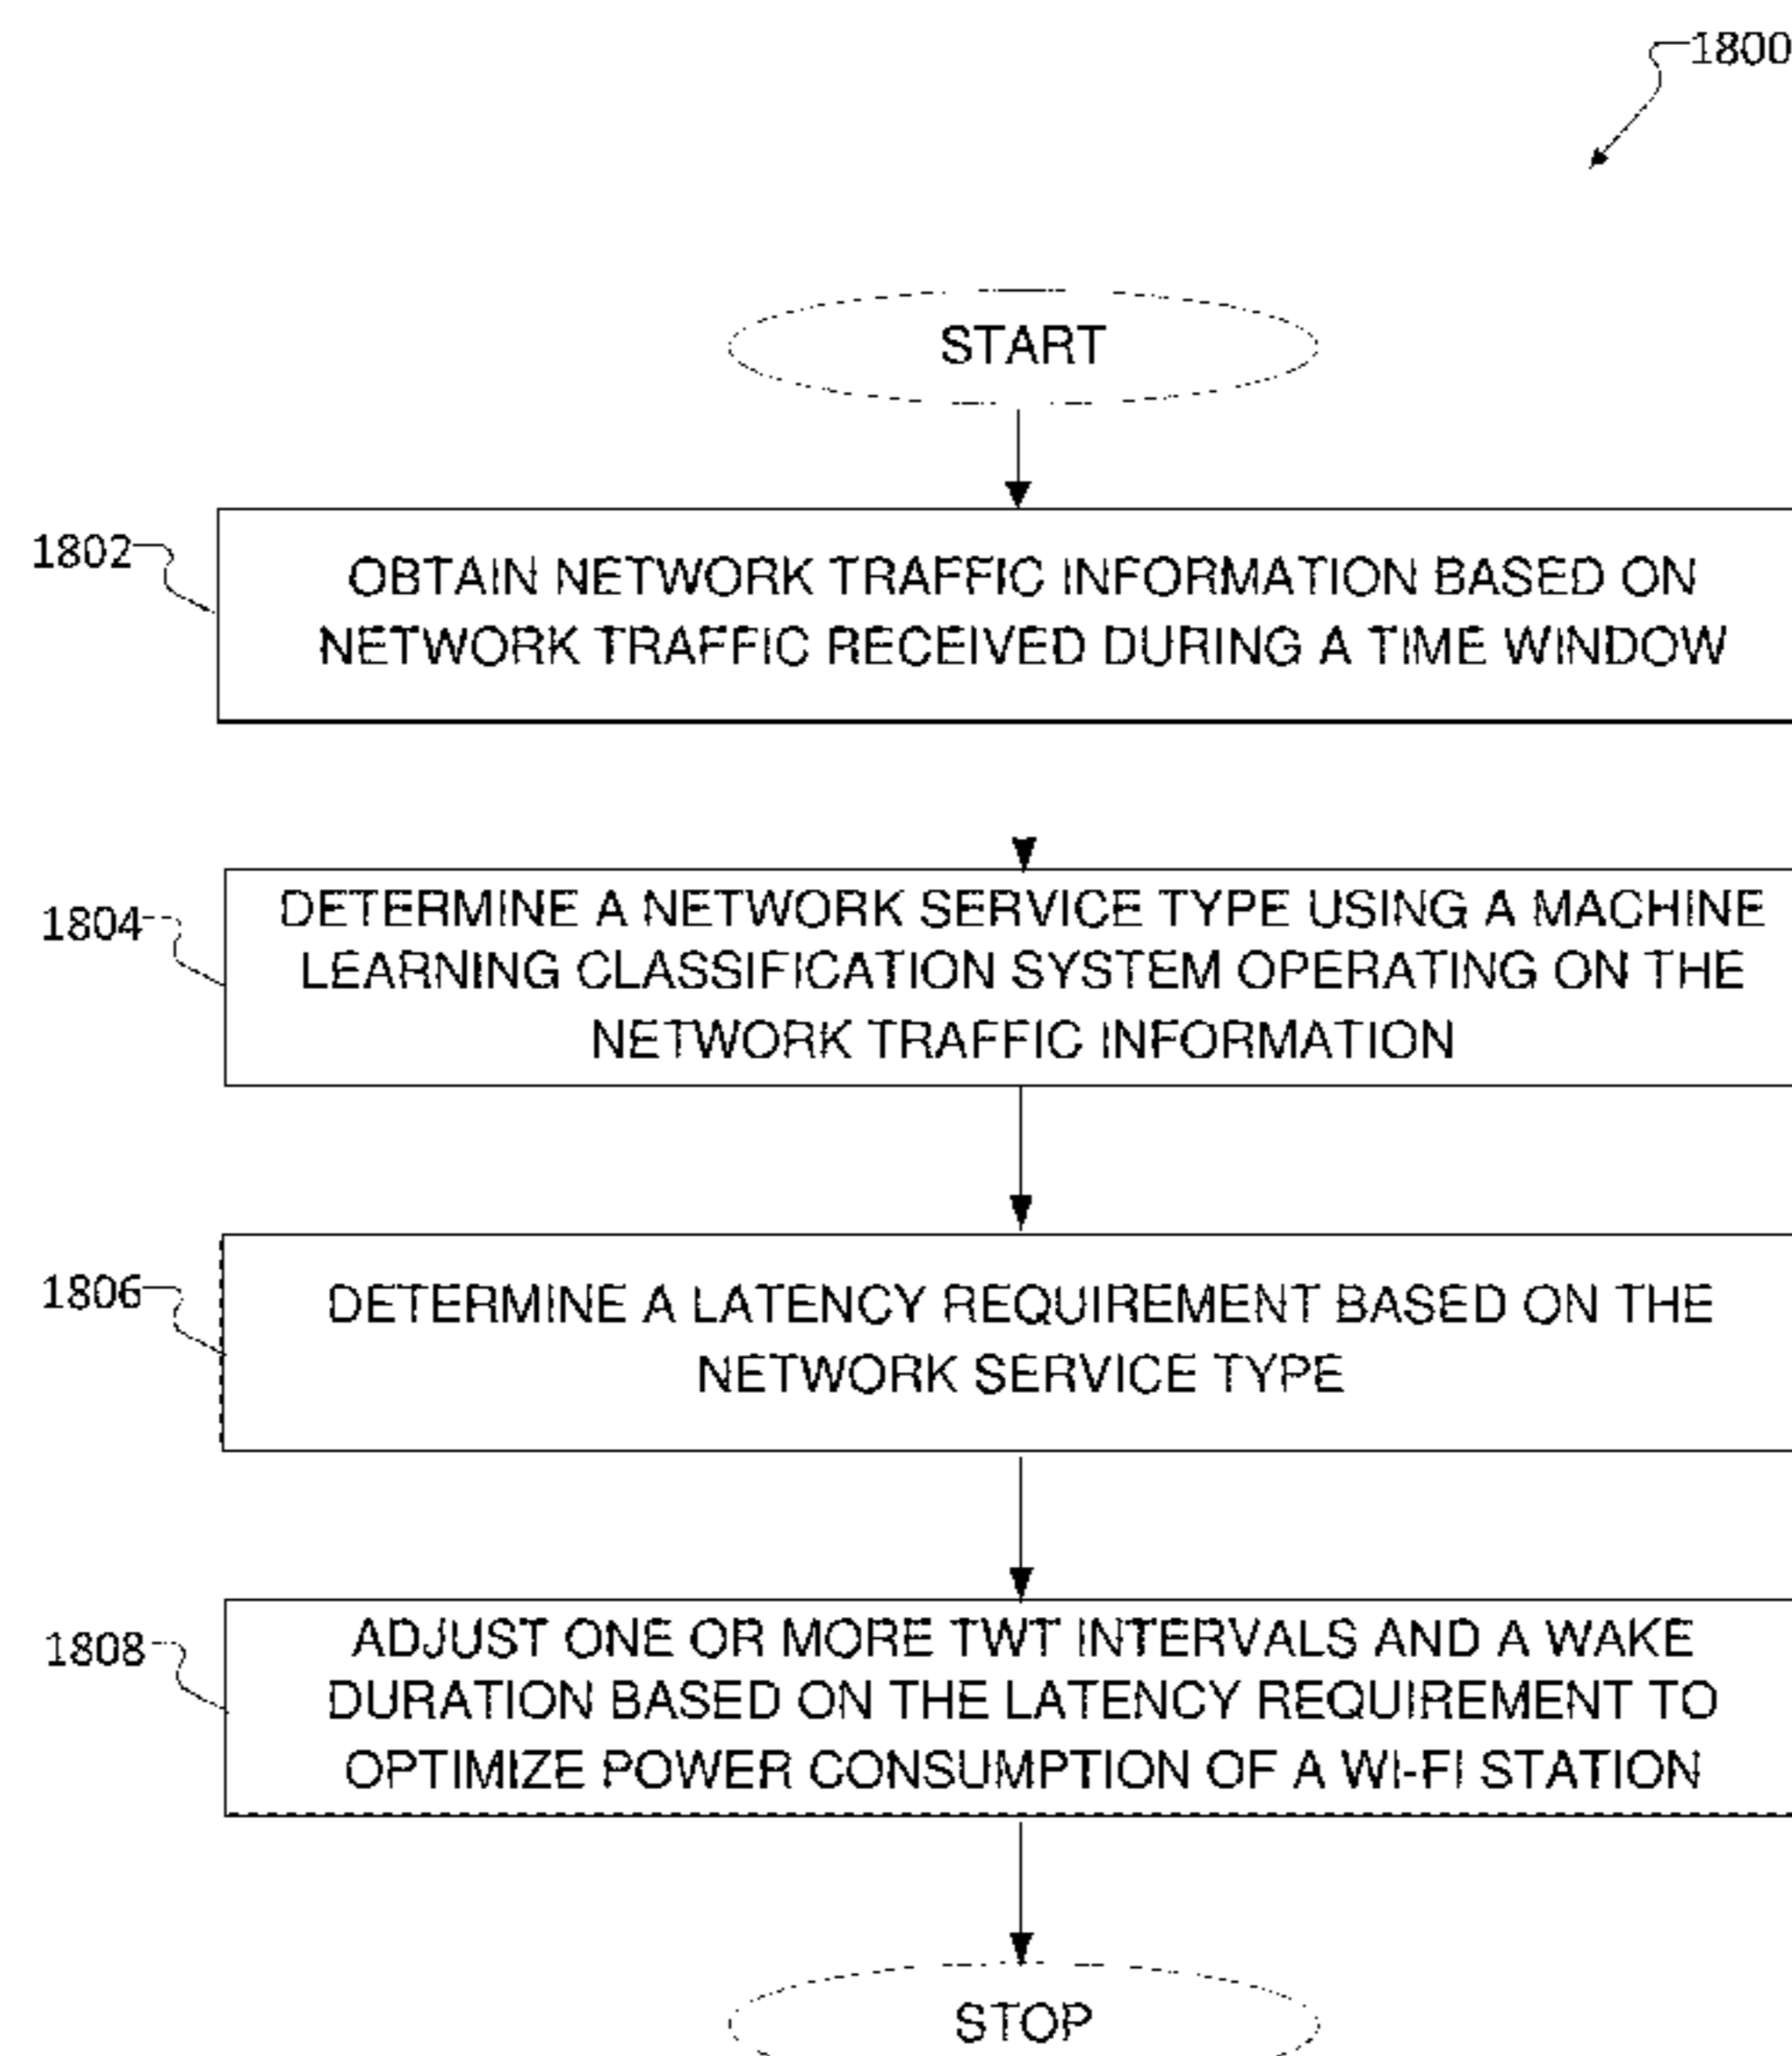 1800
START
1802
OBTAIN NETWORK TRAFFIC INFORMATION BASED ON
NETWORK TRAFFIC RECEIVED DURING A TIME WINDOW
1804
DETERMINE A NETWORK SERVICE TYPE USING A MACHINE
LEARNING CLASSIFICATION SYSTEM OPERATING ON THE
NETWORK TRAFFIC INFORMATION
1806
DETERMINE A LATENCY REQUIREMENT BASED ON THE
NETWORK SERVICE TYPE
1808
ADJUST ONE OR MORE TWT INTERVALS AND A WAKE
DURATION BASED ON THE LATENCY REQUIREMENT TO
OPTIMIZE POWER CONSUMPTION OF A WI-FI STATION
STOP